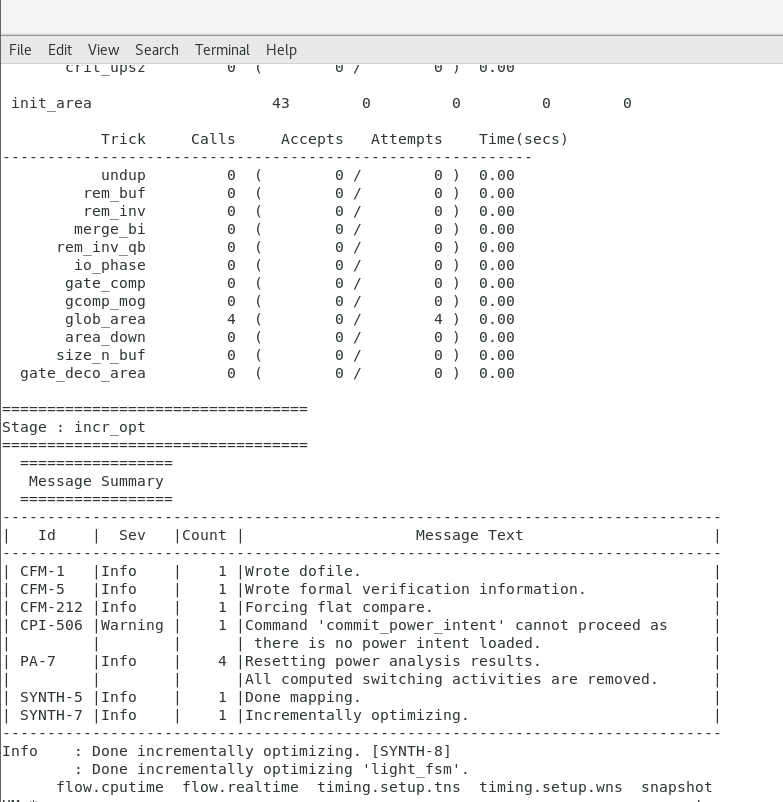 File Edit View Search Terminal Help
crit_upsz 0 ( 0 / 0 ) 0.00
init_area 43 0 0 0 0
Trick Calls Accepts Attempts Time(secs)
-----------------------------------------------------------
undup 0 ( 0 / 0 ) 0.00
rem_buf 0 ( 0 / 0 ) 0.00
rem_inv 0 ( 0 / 0 ) 0.00
merge_bi 0 ( 0 / 0 ) 0.00
rem_inv_qb 0 ( 0 / 0 ) 0.00
io_phase 0 ( 0 / 0 ) 0.00
gate_comp 0 ( 0 / 0 ) 0.00
gcomp_mog 0 ( 0 / 0 ) 0.00
glob_area 4 ( 0 / 4 ) 0.00
area_down 0 ( 0 / 0 ) 0.00
size_n_buf 0 ( 0 / 0 ) 0.00
gate_deco_area 0 ( 0 / 0 ) 0.00
==================================
Stage : incr_opt
==================================
=================
Message Summary
=================
--------------------------------------------------------------------------------
| Id | Sev |Count | Message Text |
--------------------------------------------------------------------------------
| CFM-1 |Info | 1 |Wrote dofile. |
| CFM-5 |Info | 1 |Wrote formal verification information. |
| CFM-212 |Info | 1 |Forcing flat compare. |
| CPI-506 |Warning | 1 |Command 'commit_power_intent' cannot proceed as |
| | | | there is no power intent loaded. |
| PA-7 |Info | 4 |Resetting power analysis results. |
| | | |All computed switching activities are removed. |
| SYNTH-5 |Info | 1 |Done mapping. |
| SYNTH-7 |Info | 1 |Incrementally optimizing. |
--------------------------------------------------------------------------------
Info : Done incrementally optimizing. [SYNTH-8]
: Done incrementally optimizing 'light_fsm'.
flow.cputime flow.realtime timing.setup.tns timing.setup.wns snapshot